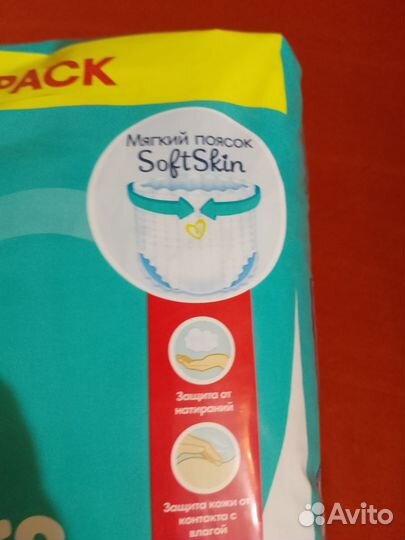 PACK
Мягкий поясок
SoftSkin
Защита от
натираний
Защита кожи от
контакта с
влагой
Avito